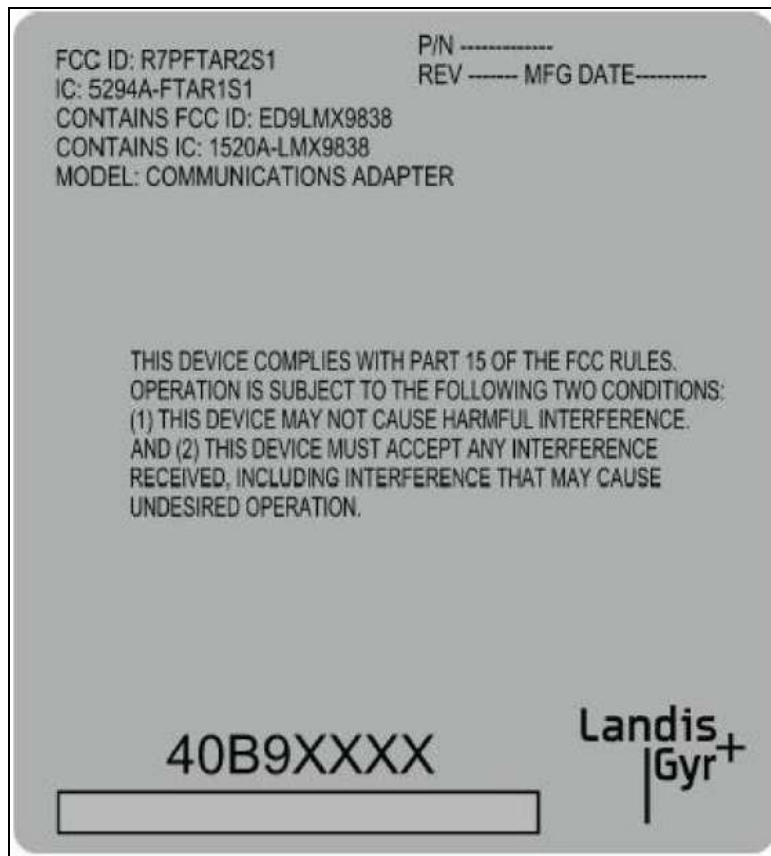 FCC ID: R7PFTAR2S1
IC: 5294A-FTAR1S1
CONTAINS FCC ID: ED9LMX9838
CONTAINS IC: 1520A-LMX9838
MODEL: COMMUNICATIONS ADAPTER
P/N -------------
REV ------- MFG DATE----------
THIS DEVICE COMPLIES WITH PART 15 OF THE FCC RULES.
OPERATION IS SUBJECT TO THE FOLLOWING TWO CONDITIONS:
(1) THIS DEVICE MAY NOT CAUSE HARMFUL INTERFERENCE.
AND (2) THIS DEVICE MUST ACCEPT ANY INTERFERENCE
RECEIVED, INCLUDING INTERFERENCE THAT MAY CAUSE
UNDESIRED OPERATION.
40B9XXXX
Landis
Gyr+